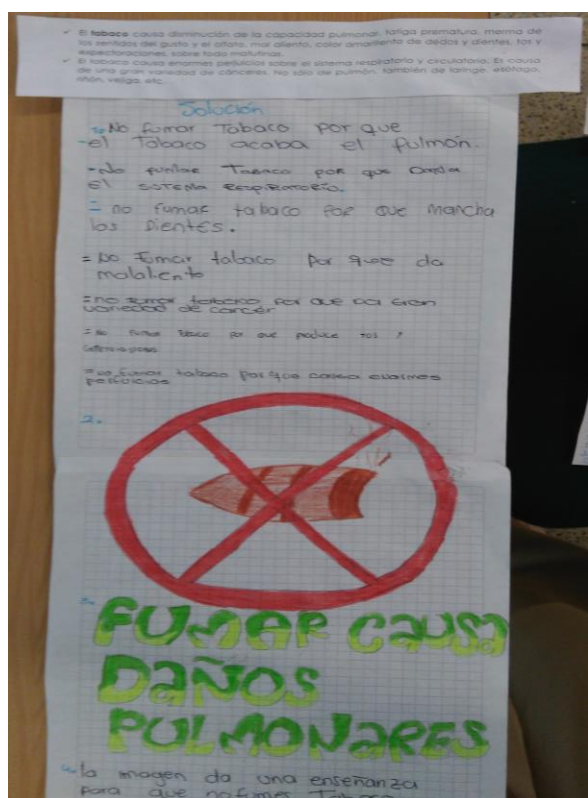 ✓ El tabaco causa disminución de la capacidad pulmonar, fatiga prematura, merma de
los sentidos del gusto y el olfato, mal aliento, color amarillento de dedos y dientes, tos y
expectoraciones, sobre todo matutinas.
✓ El tabaco causa enormes perjuicios sobre el sistema respiratorio y circulatorio. Es causa
de una gran variedad de cánceres. No sólo de pulmón, también de laringe, esófago,
riñón, vejiga, etc.
Solución
1. No fumar Tabaco por que
-el Tabaco acaba el pulmón.
-No fumar Tabaco por que Daña
el sistema respiratorio.
= no fumar tabaco por que mancha
los Dientes.
= No fumar tabaco por que da
malaliento
= no fumar tabaco por que da gran
variedad de cancér
= No fumar tabaco por que produce tos
= no fumar tabaco por que causa enormes
perjuicios
2.
3.
FUMAR CAUSA
DAÑOS
PULMONARES
4. la imagen da una enseñanza
para que no fumes Tabaco